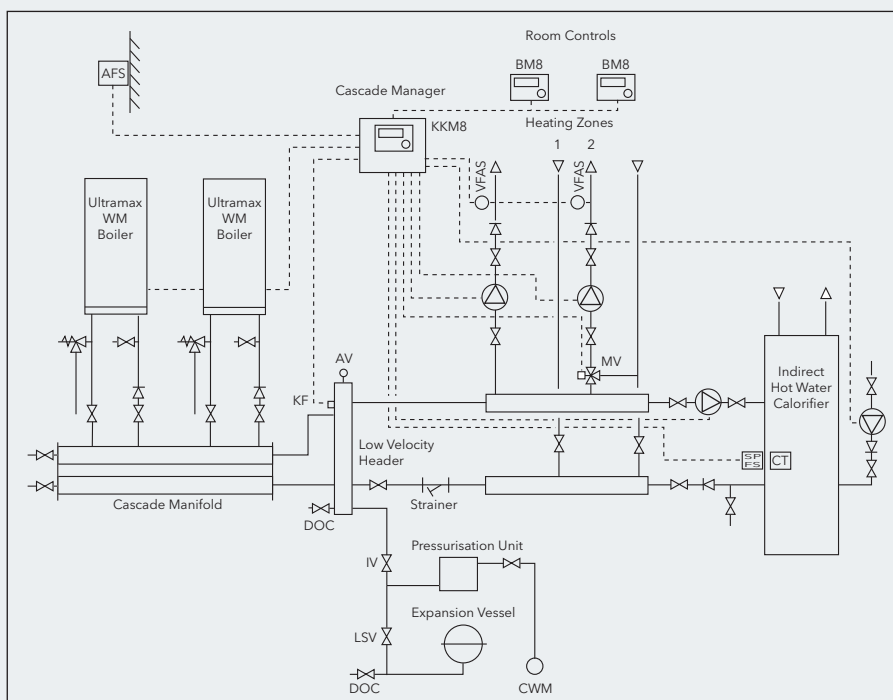 Room Controls
AFS
BM8
BM8
Cascade Manager
KKM8
Heating Zones
1
2
VFAS
VFAS
Ultramax
WM
Boiler
Ultramax
WM
Boiler
AV
MV
KF
Indirect
Hot Water
Calorifier
Low Velocity
Header
SP
FS
CT
Cascade Manifold
Strainer
DOC
Pressurisation Unit
IV
Expansion Vessel
LSV
DOC
CWM